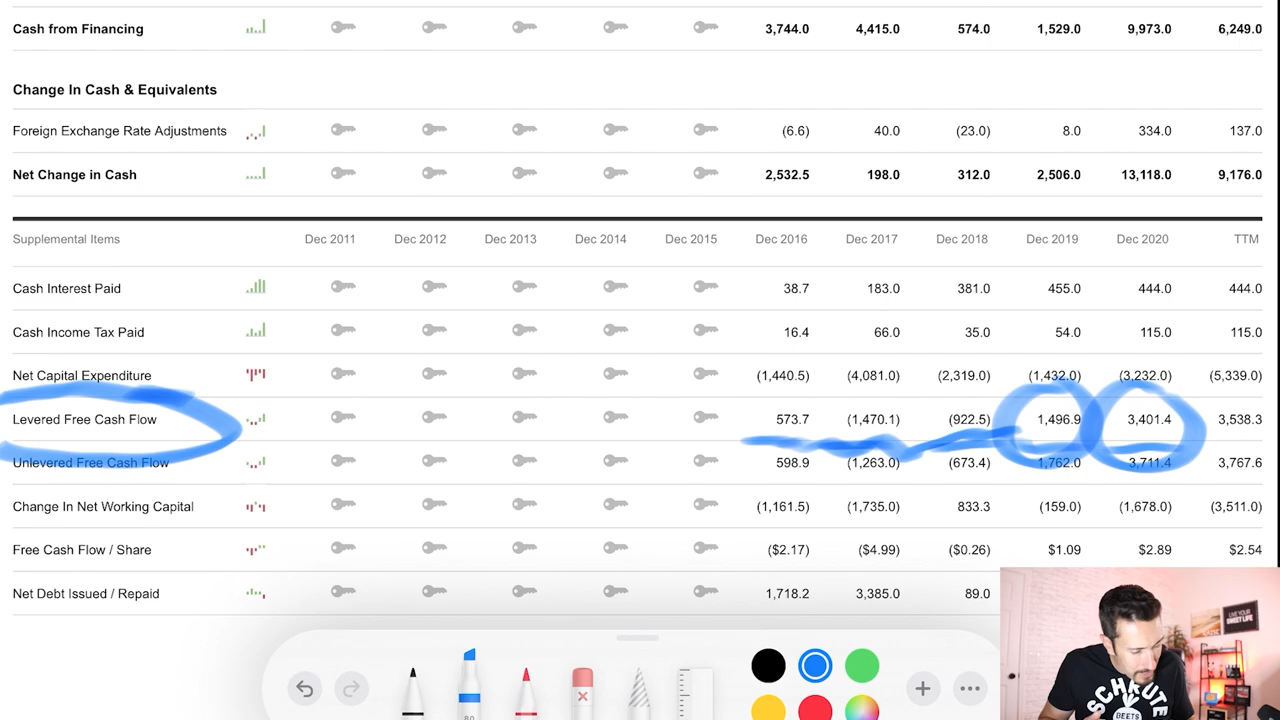 Cash from Financing 3,744.0 4,415.0 574.0 1,529.0 9,973.0 6,249.0
Change In Cash & Equivalents
Foreign Exchange Rate Adjustments (6.6) 40.0 (23.0) 8.0 334.0 137.0
Net Change in Cash 2,532.5 198.0 312.0 2,506.0 13,118.0 9,176.0
Supplemental Items Dec 2011 Dec 2012 Dec 2013 Dec 2014 Dec 2015 Dec 2016 Dec 2017 Dec 2018 Dec 2019 Dec 2020 TTM
Cash Interest Paid 38.7 183.0 381.0 455.0 444.0 444.0
Cash Income Tax Paid 16.4 66.0 35.0 54.0 115.0 115.0
Net Capital Expenditure (1,440.5) (4,081.0) (2,319.0) (1,432.0) (3,232.0) (5,339.0)
Levered Free Cash Flow 573.7 (1,470.1) (922.5) 1,496.9 3,401.4 3,538.3
Unlevered Free Cash Flow 598.9 (1,263.0) (673.4) 1,762.0 3,711.4 3,767.6
Change In Net Working Capital (1,161.5) (1,735.0) 833.3 (159.0) (1,678.0) (3,511.0)
Free Cash Flow / Share ($2.17) ($4.99) ($0.26) $1.09 $2.89 $2.54
Net Debt Issued / Repaid 1,718.2 3,385.0 89.0
80
LIVE YOUR
SWEET LIFE
SCHRUTE
BEETS